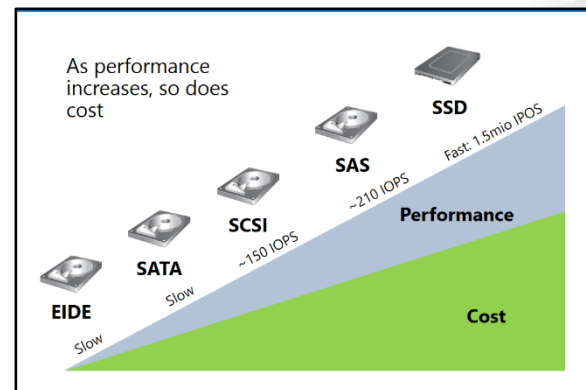 As performance
increases, so does
cost
EIDE
SATA
SCSI
SAS
SSD
Slow
Slow
~150 IOPS
~210 IOPS
Fast: 1.5mio IPOS
Performance
Cost